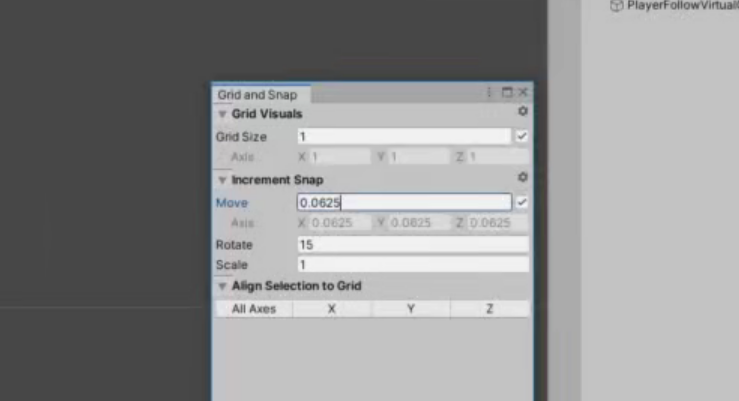 PlayerFollowVirtual
Grid and Snap
Grid Visuals
Grid Size 1
Axis X 1 Y 1 Z 1
Increment Snap
Move 0.0625
Axis X 0.0625 Y 0.0625 Z 0.0625
Rotate 15
Scale 1
Align Selection to Grid
All Axes X Y Z